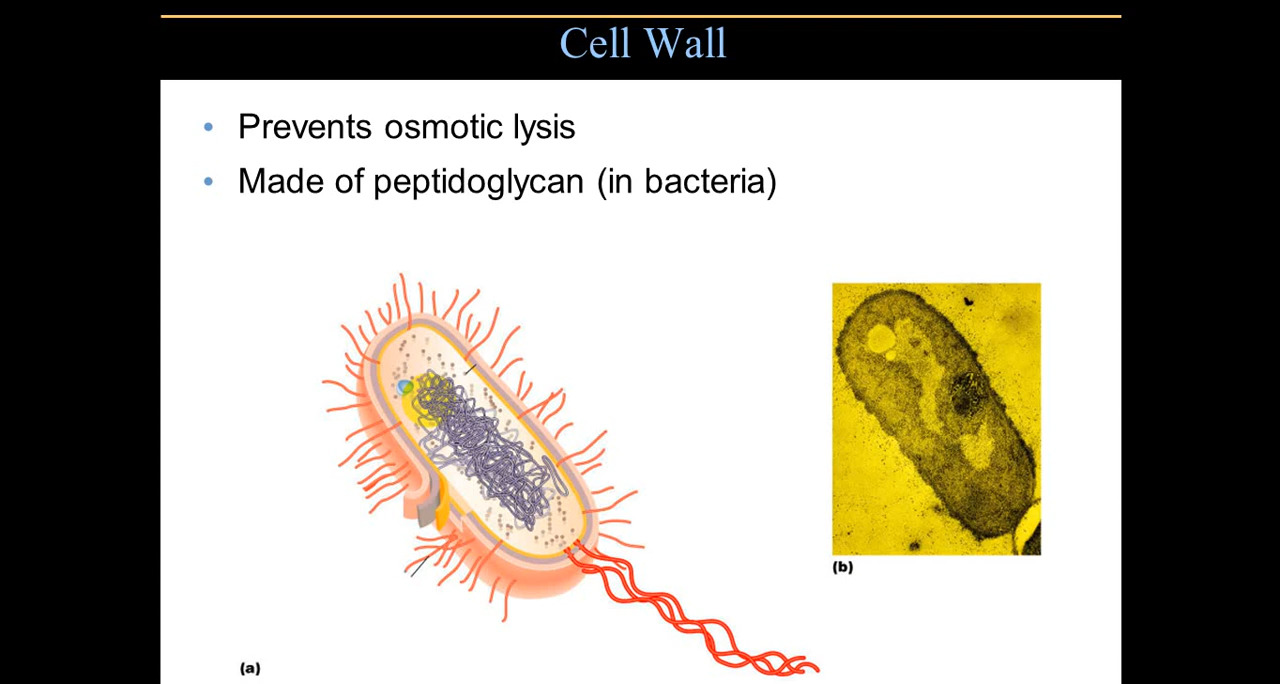 Cell Wall
• Prevents osmotic lysis
• Made of peptidoglycan (in bacteria)
(b)
(a)